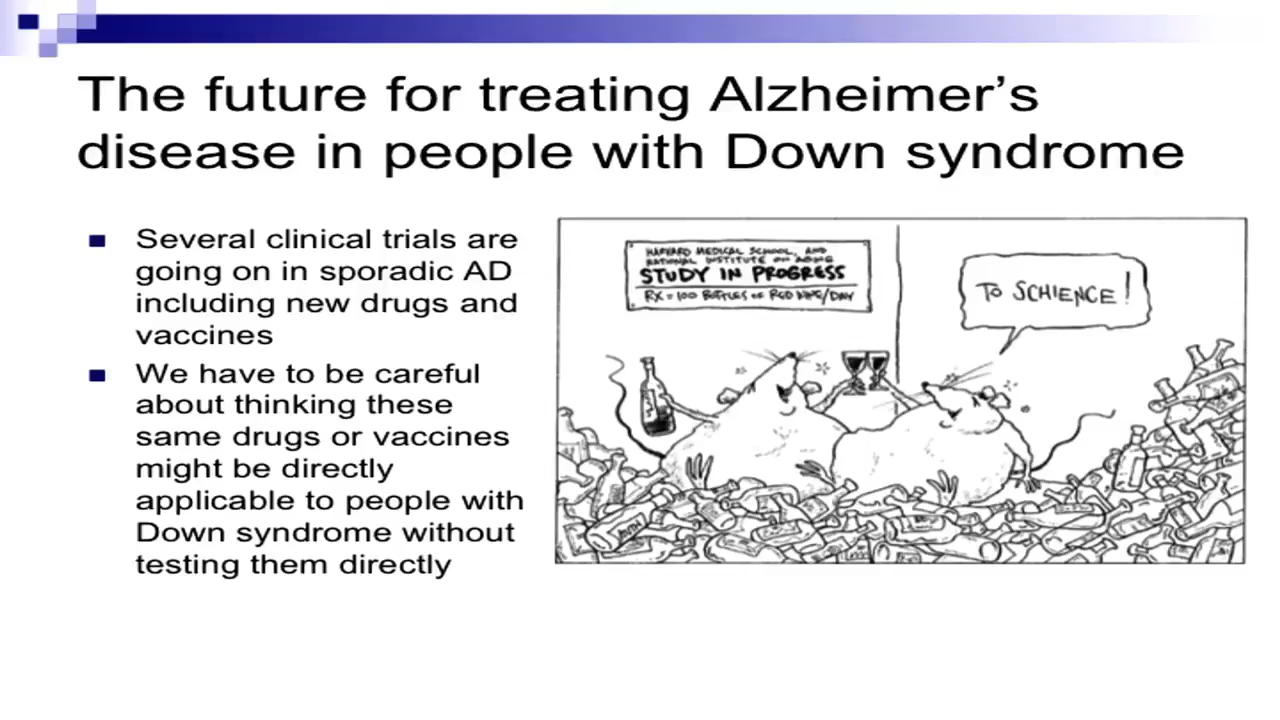 The future for treating Alzheimer's
disease in people with Down syndrome
Several clinical trials are
going on in sporadic AD
including new drugs and
vaccines
We have to be careful
about thinking these
same drugs or vaccines
might be directly
applicable to people with
Down syndrome without
testing them directly
HARVARD MEDICAL SCHOOL, AND
NATIONAL INSTITUTE ON AGING
STUDY IN PROGRESS
RX = 100 BOTTLES OF RED WINE/DAY
TO SCHIENCE!